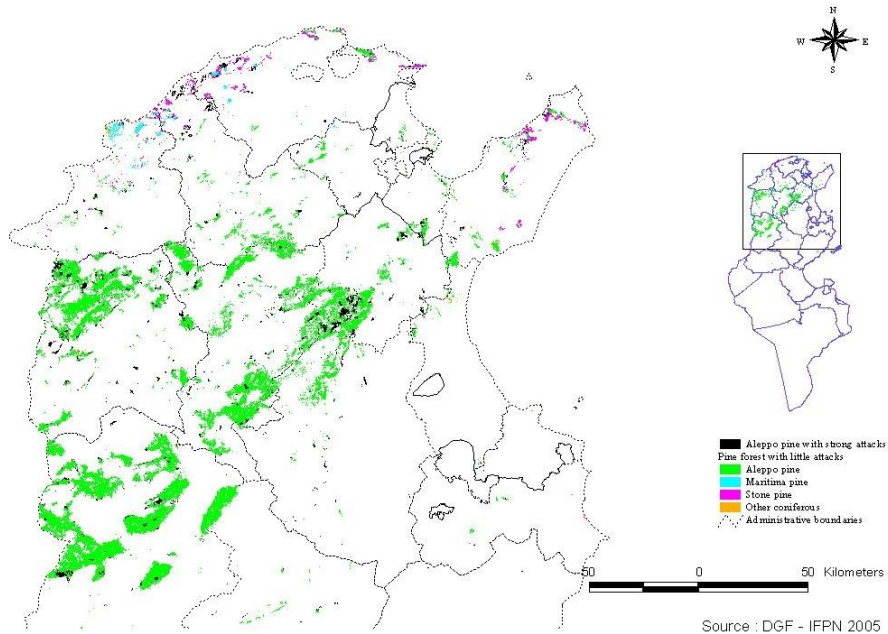 N
W E
S
Aleppo pine with strong attacks
Pine forest with little attacks
Aleppo pine
Maritima pine
Stone pine
Other coniferous
Administrative boundaries
50 0 50 Kilometers
Source : DGF - IFPN 2005